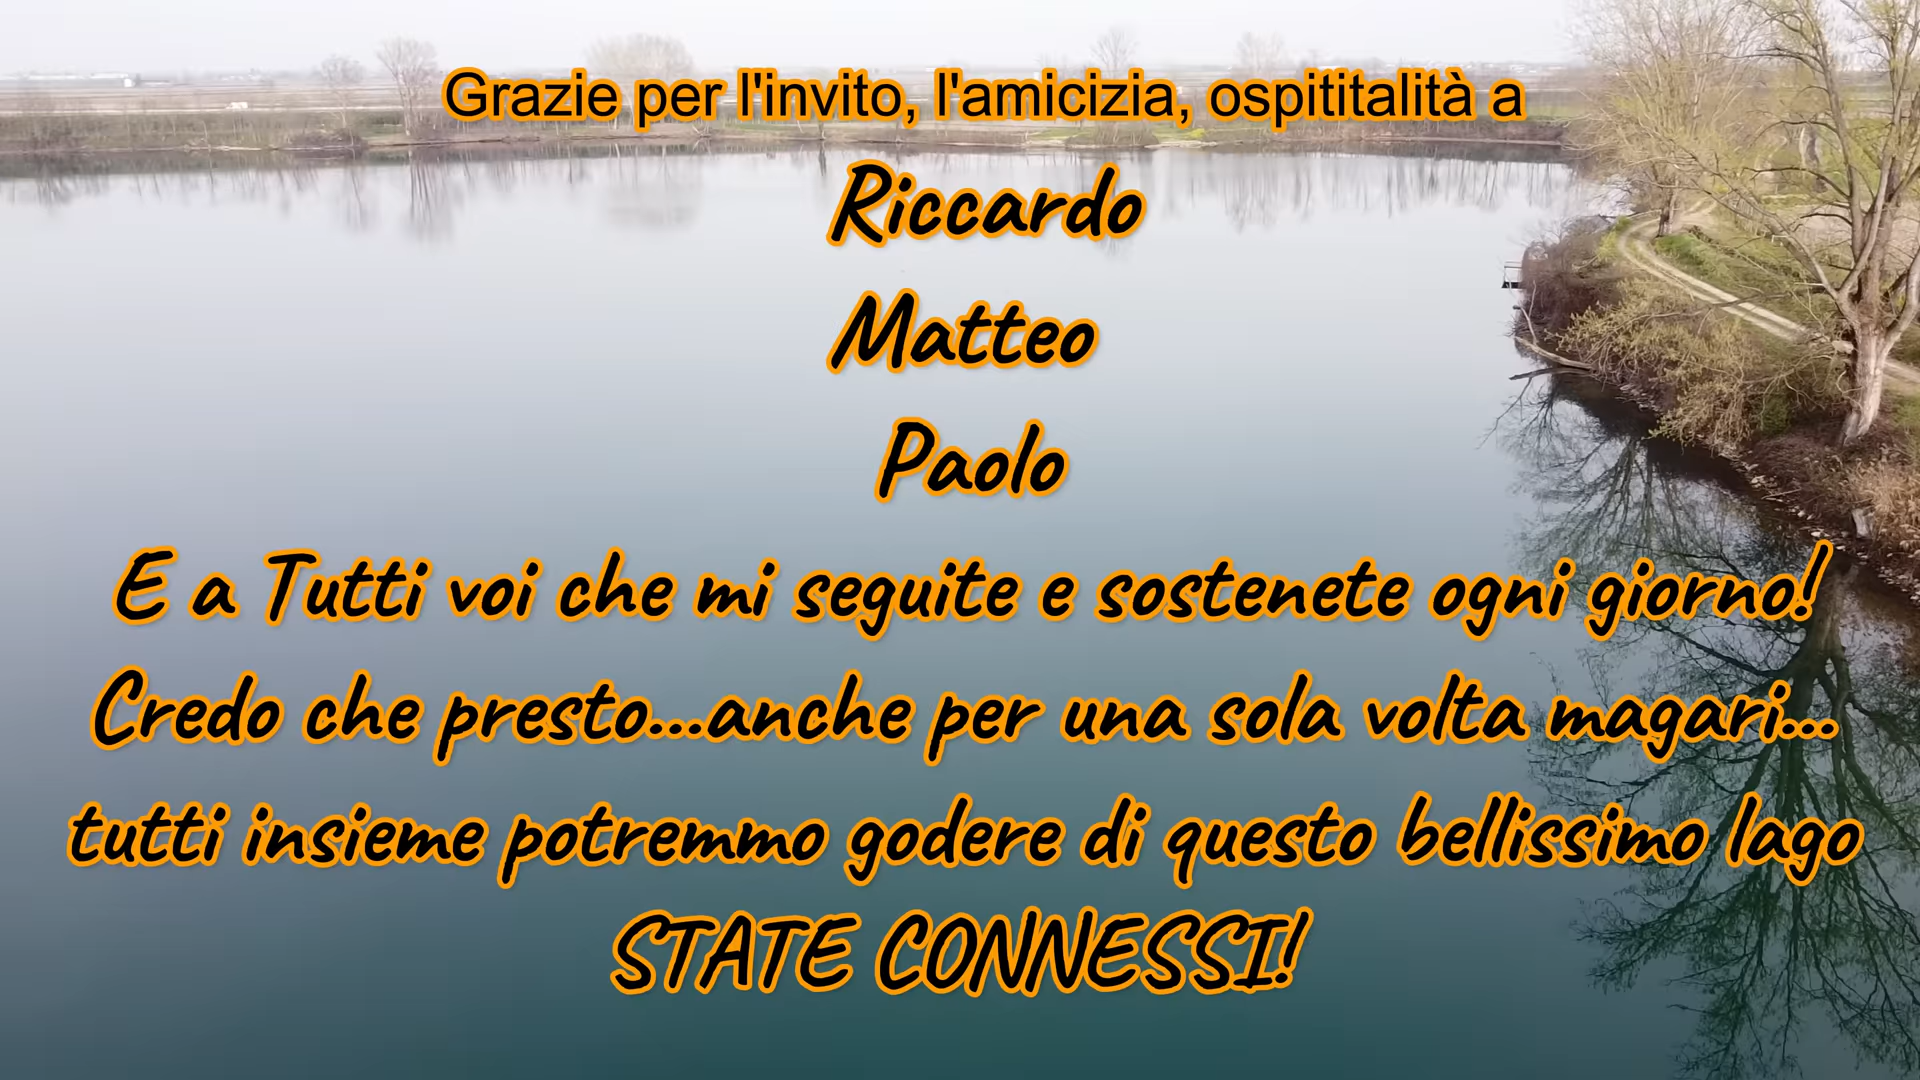 Grazie per l'invito, l'amicizia, ospititalità a
Riccardo
Matteo
Paolo
E a Tutti voi che mi seguite e sostenete ogni giorno!
Credo che presto...anche per una sola volta magari...
tutti insieme potremmo godere di questo bellissimo lago
STATE CONNESSI!